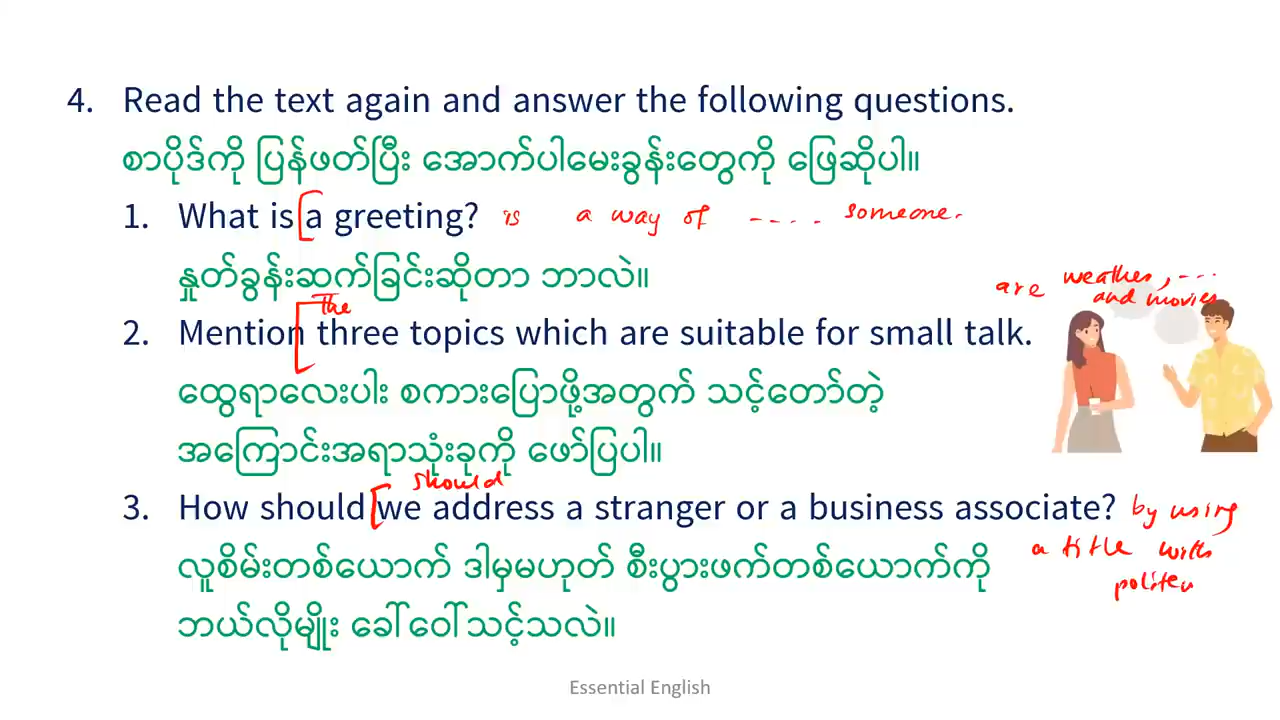 4. Read the text again and answer the following questions.
စာပိုဒ်ကို ပြန်ဖတ်ပြီး အောက်ပါမေးခွန်းတွေကို ဖြေဆိုပါ။
1. What is a greeting? is a way of ---- someone.
နှုတ်ခွန်းဆက်ခြင်းဆိုတာ ဘာလဲ။
are weather, ---
and movies
the
2. Mention three topics which are suitable for small talk.
ထွေရာလေးပါး စကားပြောဖို့အတွက် သင့်တော်တဲ့
အကြောင်းအရာသုံးခုကို ဖော်ပြပါ။
should
3. How should we address a stranger or a business associate? by using
a title with
လူစိမ်းတစ်ယောက် ဒါမှမဟုတ် စီးပွားဖက်တစ်ယောက်ကို
politen
ဘယ်လိုမျိုး ခေါ်ဝေါ်သင့်သလဲ။
Essential English